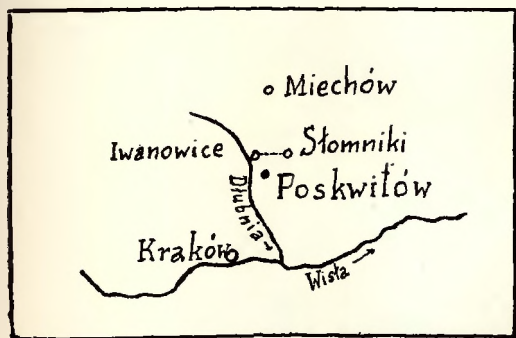 Miechów
Iwanowice
Słomniki
Poskwitów
Dłubnia
Kraków
Wisła